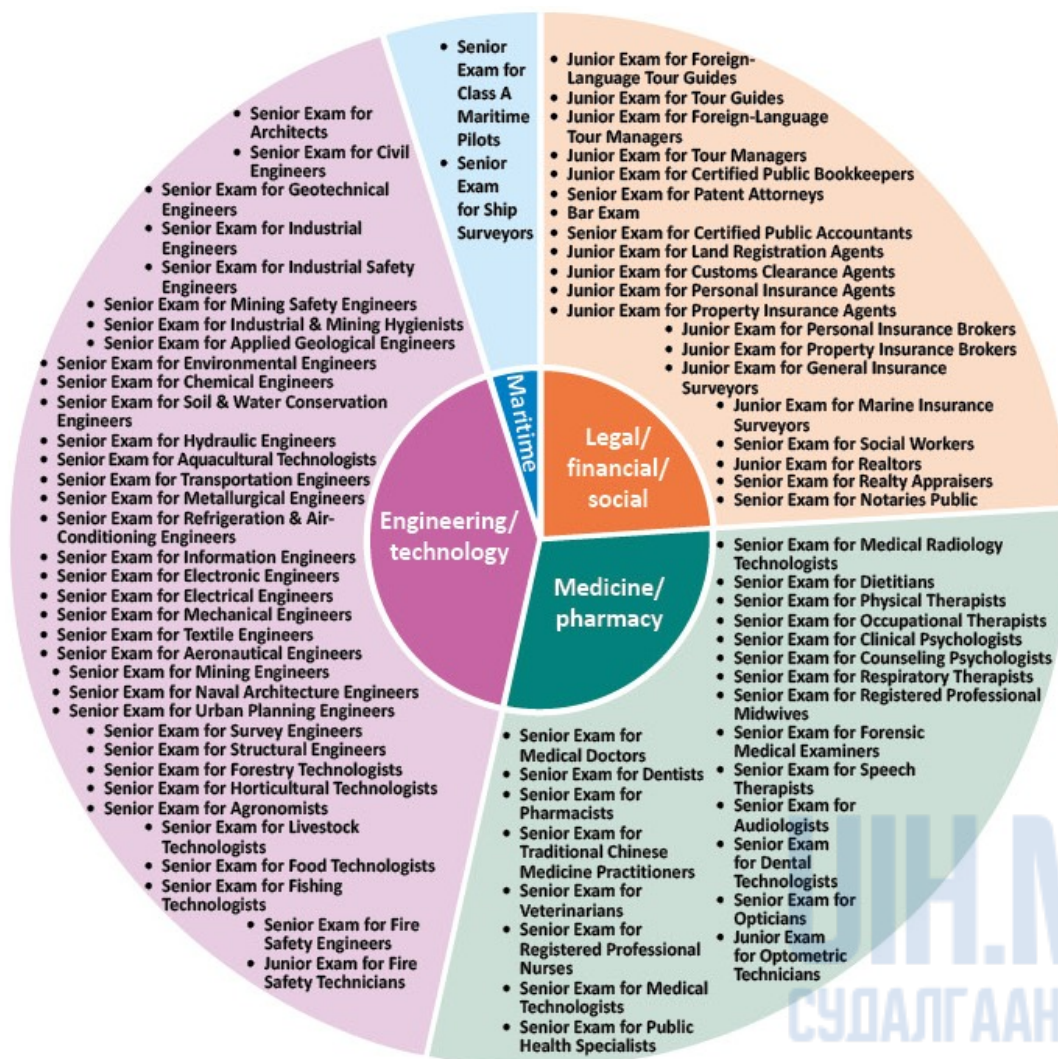 • Senior
Exam for
Class A
Maritime
Pilots
• Senior
Exam
for Ship
Surveyors
• Junior Exam for Foreign-
Language Tour Guides
• Junior Exam for Tour Guides
• Junior Exam for Foreign-Language
Tour Managers
• Junior Exam for Tour Managers
• Junior Exam for Certified Public Bookkeepers
• Senior Exam for Patent Attorneys
• Bar Exam
• Senior Exam for Certified Public Accountants
• Junior Exam for Land Registration Agents
• Junior Exam for Customs Clearance Agents
• Junior Exam for Personal Insurance Agents
• Junior Exam for Property Insurance Agents
• Junior Exam for Personal Insurance Brokers
• Junior Exam for Property Insurance Brokers
• Junior Exam for General Insurance
Surveyors
• Junior Exam for Marine Insurance
Surveyors
• Senior Exam for Social Workers
• Junior Exam for Realtors
• Senior Exam for Realty Appraisers
• Senior Exam for Notaries Public
• Senior Exam for
Architects
• Senior Exam for Civil
Engineers
• Senior Exam for Geotechnical
Engineers
• Senior Exam for Industrial
Engineers
• Senior Exam for Industrial Safety
Engineers
• Senior Exam for Mining Safety Engineers
• Senior Exam for Industrial & Mining Hygienists
• Senior Exam for Applied Geological Engineers
• Senior Exam for Environmental Engineers
• Senior Exam for Chemical Engineers
• Senior Exam for Soil & Water Conservation
Engineers
• Senior Exam for Hydraulic Engineers
• Senior Exam for Aquacultural Technologists
• Senior Exam for Transportation Engineers
• Senior Exam for Metallurgical Engineers
• Senior Exam for Refrigeration & Air-
Conditioning Engineers
• Senior Exam for Information Engineers
• Senior Exam for Electronic Engineers
• Senior Exam for Electrical Engineers
• Senior Exam for Mechanical Engineers
• Senior Exam for Textile Engineers
• Senior Exam for Aeronautical Engineers
• Senior Exam for Mining Engineers
• Senior Exam for Naval Architecture Engineers
• Senior Exam for Urban Planning Engineers
• Senior Exam for Survey Engineers
• Senior Exam for Structural Engineers
• Senior Exam for Forestry Technologists
• Senior Exam for Horticultural Technologists
• Senior Exam for Agronomists
• Senior Exam for Livestock
Technologists
• Senior Exam for Food Technologists
• Senior Exam for Fishing
Technologists
• Senior Exam for Fire
Safety Engineers
• Junior Exam for Fire
Safety Technicians
Maritime
Legal/
financial/
social
Engineering/
technology
Medicine/
pharmacy
• Senior Exam for
Medical Doctors
• Senior Exam for Dentists
• Senior Exam for
Pharmacists
• Senior Exam for
Traditional Chinese
Medicine Practitioners
• Senior Exam for
Veterinarians
• Senior Exam for
Registered Professional
Nurses
• Senior Exam for Medical
Technologists
• Senior Exam for Public
Health Specialists
• Senior Exam for Medical Radiology
Technologists
• Senior Exam for Dietitians
• Senior Exam for Physical Therapists
• Senior Exam for Occupational Therapists
• Senior Exam for Clinical Psychologists
• Senior Exam for Counseling Psychologists
• Senior Exam for Respiratory Therapists
• Senior Exam for Registered Professional
Midwives
• Senior Exam for Forensic
Medical Examiners
• Senior Exam for Speech
Therapists
• Senior Exam for
Audiologists
• Senior Exam
for Dental
Technologists
• Senior Exam for
Opticians
• Junior Exam
for Optometric
Technicians
СУДАЛГААН